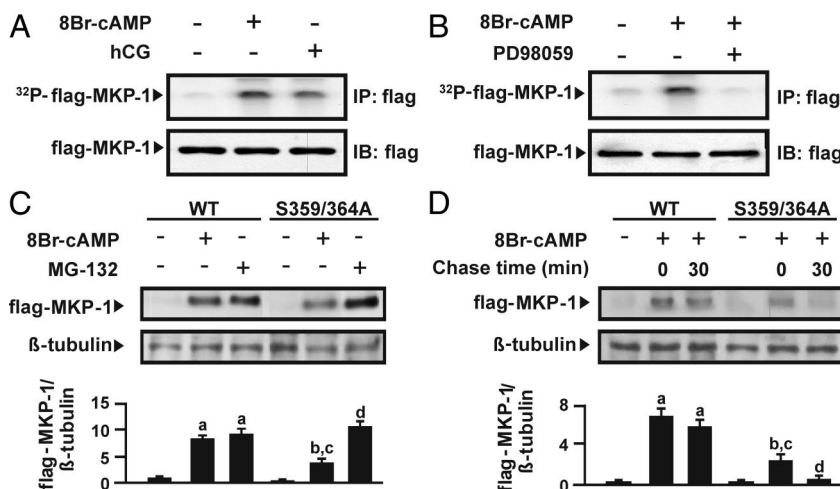 A
8Br-cAMP - + -
hCG - - +
³²P-flag-MKP-1 IP: flag
flag-MKP-1 IB: flag
B
8Br-cAMP - + +
PD98059 - - +
³²P-flag-MKP-1 IP: flag
flag-MKP-1 IB: flag
C
WT S359/364A
8Br-cAMP - + - - + -
MG-132 - - + - - +
flag-MKP-1
ß-tubulin
flag-MKP-1/
ß-tubulin
15
10
5
0
a a b,c d
D
WT S359/364A
8Br-cAMP - + + - + +
Chase time (min) 0 30 0 30
flag-MKP-1
ß-tubulin
flag-MKP-1/
ß-tubulin
8
4
0
a a b,c d